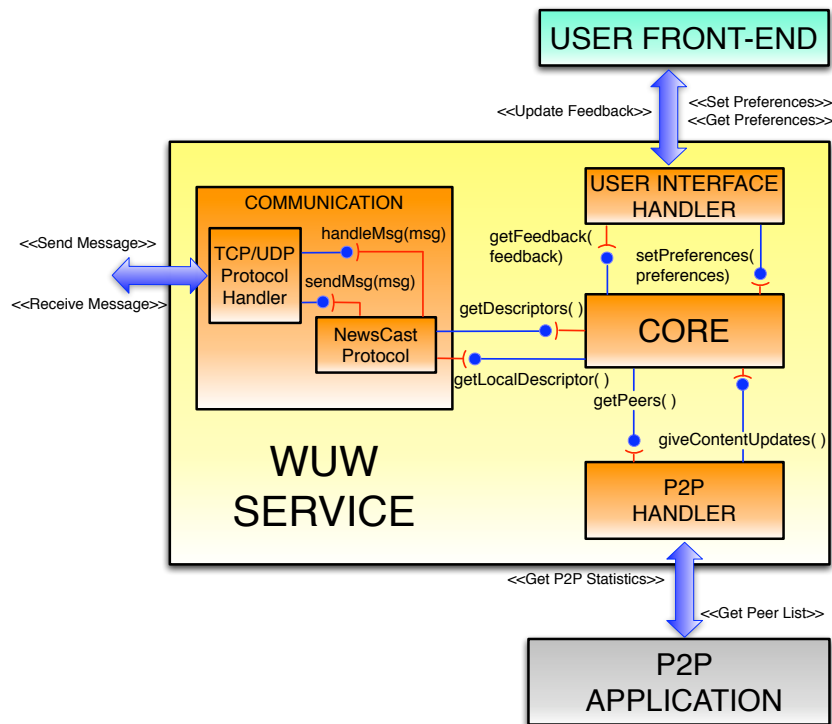 USER FRONT-END
<<Update Feedback>>
<<Set Preferences>>
<<Get Preferences>>
COMMUNICATION
USER INTERFACE
HANDLER
<<Send Message>>
<<Receive Message>>
TCP/UDP
Protocol
Handler
handleMsg(msg)
sendMsg(msg)
NewsCast
Protocol
getFeedback(
feedback)
setPreferences(
preferences)
getDescriptors( )
CORE
getLocalDescriptor( )
getPeers( )
giveContentUpdates( )
WUW
SERVICE
P2P
HANDLER
<<Get P2P Statistics>>
<<Get Peer List>>
P2P
APPLICATION